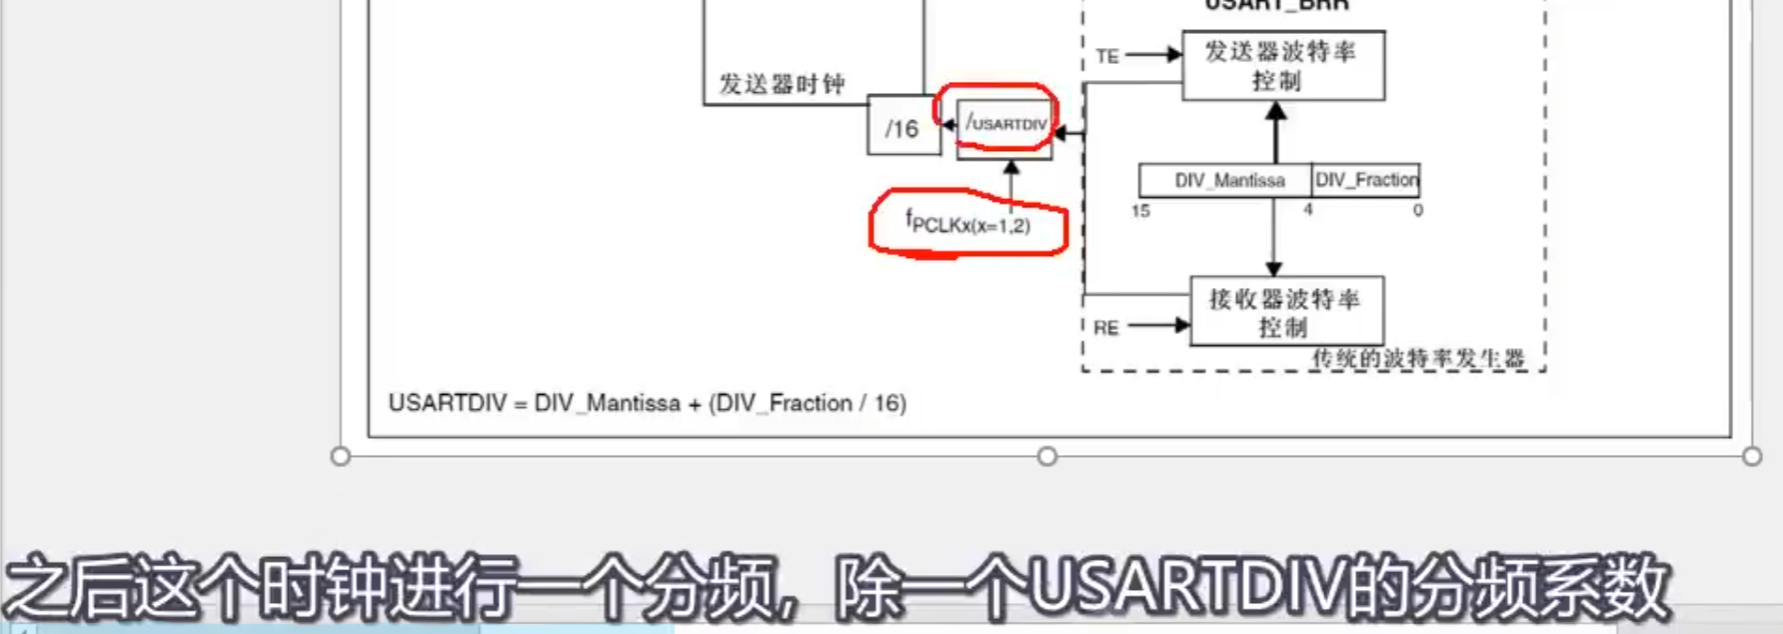 USART_BRR
TE
发送器波特率
控制
发送器时钟
/16
/USARTDIV
DIV_Mantissa
DIV_Fraction
15
4
0
fPCLKx(x=1,2)
接收器波特率
控制
RE
传统的波特率发生器
USARTDIV = DIV_Mantissa + (DIV_Fraction / 16)
之后这个时钟进行一个分频，除一个USARTDIV的分频系数